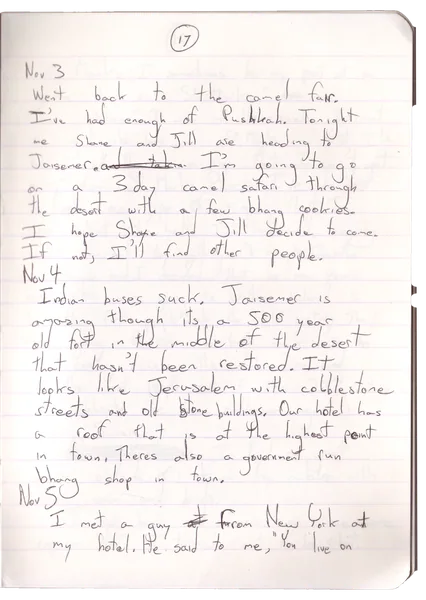 17
Nov 3
Went back to the camel fair.
I've had enough of Pushkah. Tonight
me Shane and Jill are heading to
Jaisemer. I'm going to go
on a 3 day camel safari through
the desert with a few bhang cookies.
I hope Shane and Jill decide to come.
If not, I'll find other people.
Nov 4
Indian buses suck. Jaisemer is
amazing though its a 500 year
old fort in the middle of the desert
that hasn't been restored. It
looks like Jerusalem with cobblestone
streets and old stone buildings. Our hotel has
a roof that is at the highest point
in town. Theres also a government run
bhang shop in town.
Nov 5
I met a guy from New York at
my hotel. He said to me, "You live on